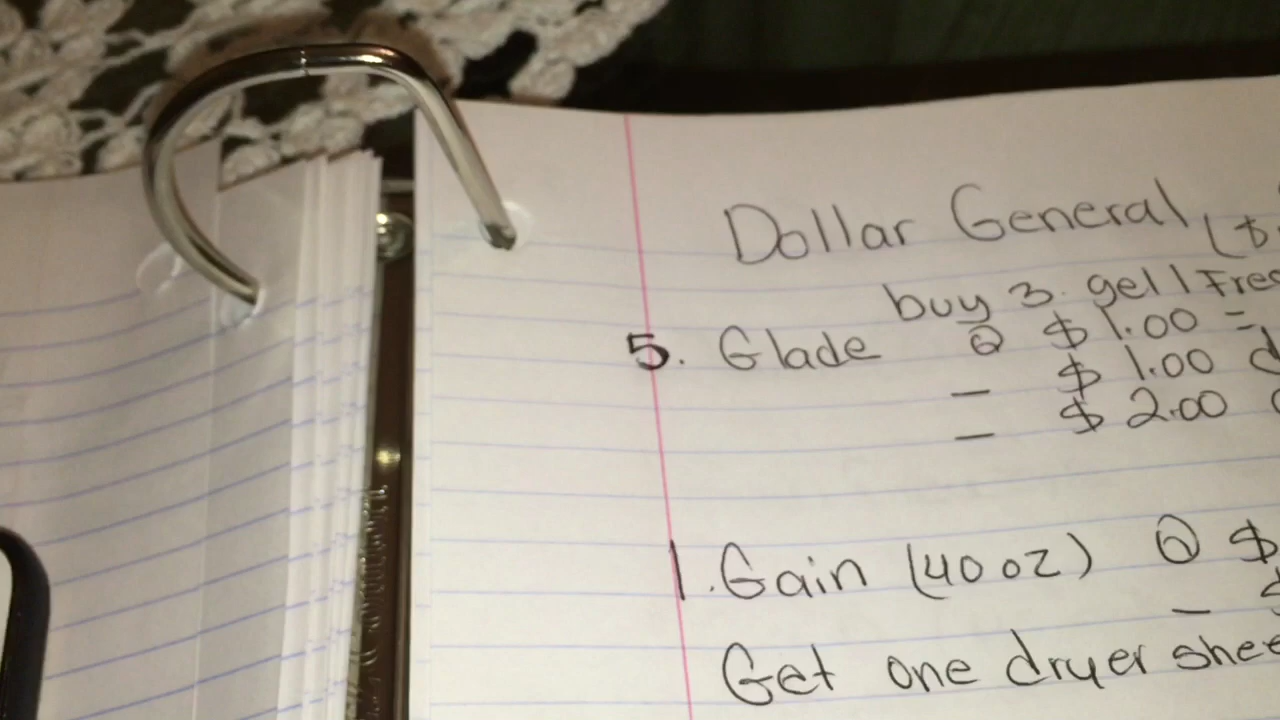 Dollar General ($.
buy 3. get 1 Free
5. Glade @ $ 1.00 =
- $ 1.00 d
- $ 2.00
1. Gain (40 oz) @ $
- $
Get one dryer shee